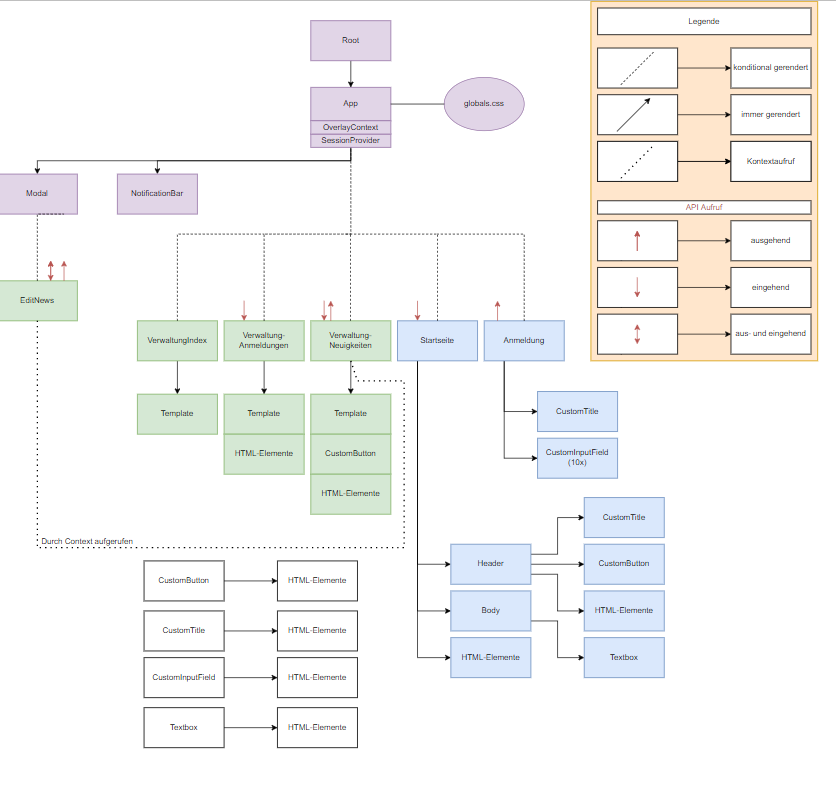 Root
App
OverlayContext
SessionProvider
globals.css
Modal
NotificationBar
EditNews
VerwaltungIndex
Verwaltung-
Anmeldungen
Verwaltung-
Neuigkeiten
Startseite
Anmeldung
Template
Template
HTML-Elemente
Template
CustomButton
HTML-Elemente
CustomTitle
CustomInputField
(10x)
Durch Context aufgerufen
Header
Body
HTML-Elemente
CustomTitle
CustomButton
HTML-Elemente
Textbox
CustomButton
HTML-Elemente
CustomTitle
HTML-Elemente
CustomInputField
HTML-Elemente
Textbox
HTML-Elemente
Legende
konditional gerendert
immer gerendert
Kontextaufruf
API Aufruf
ausgehend
eingehend
aus- und eingehend